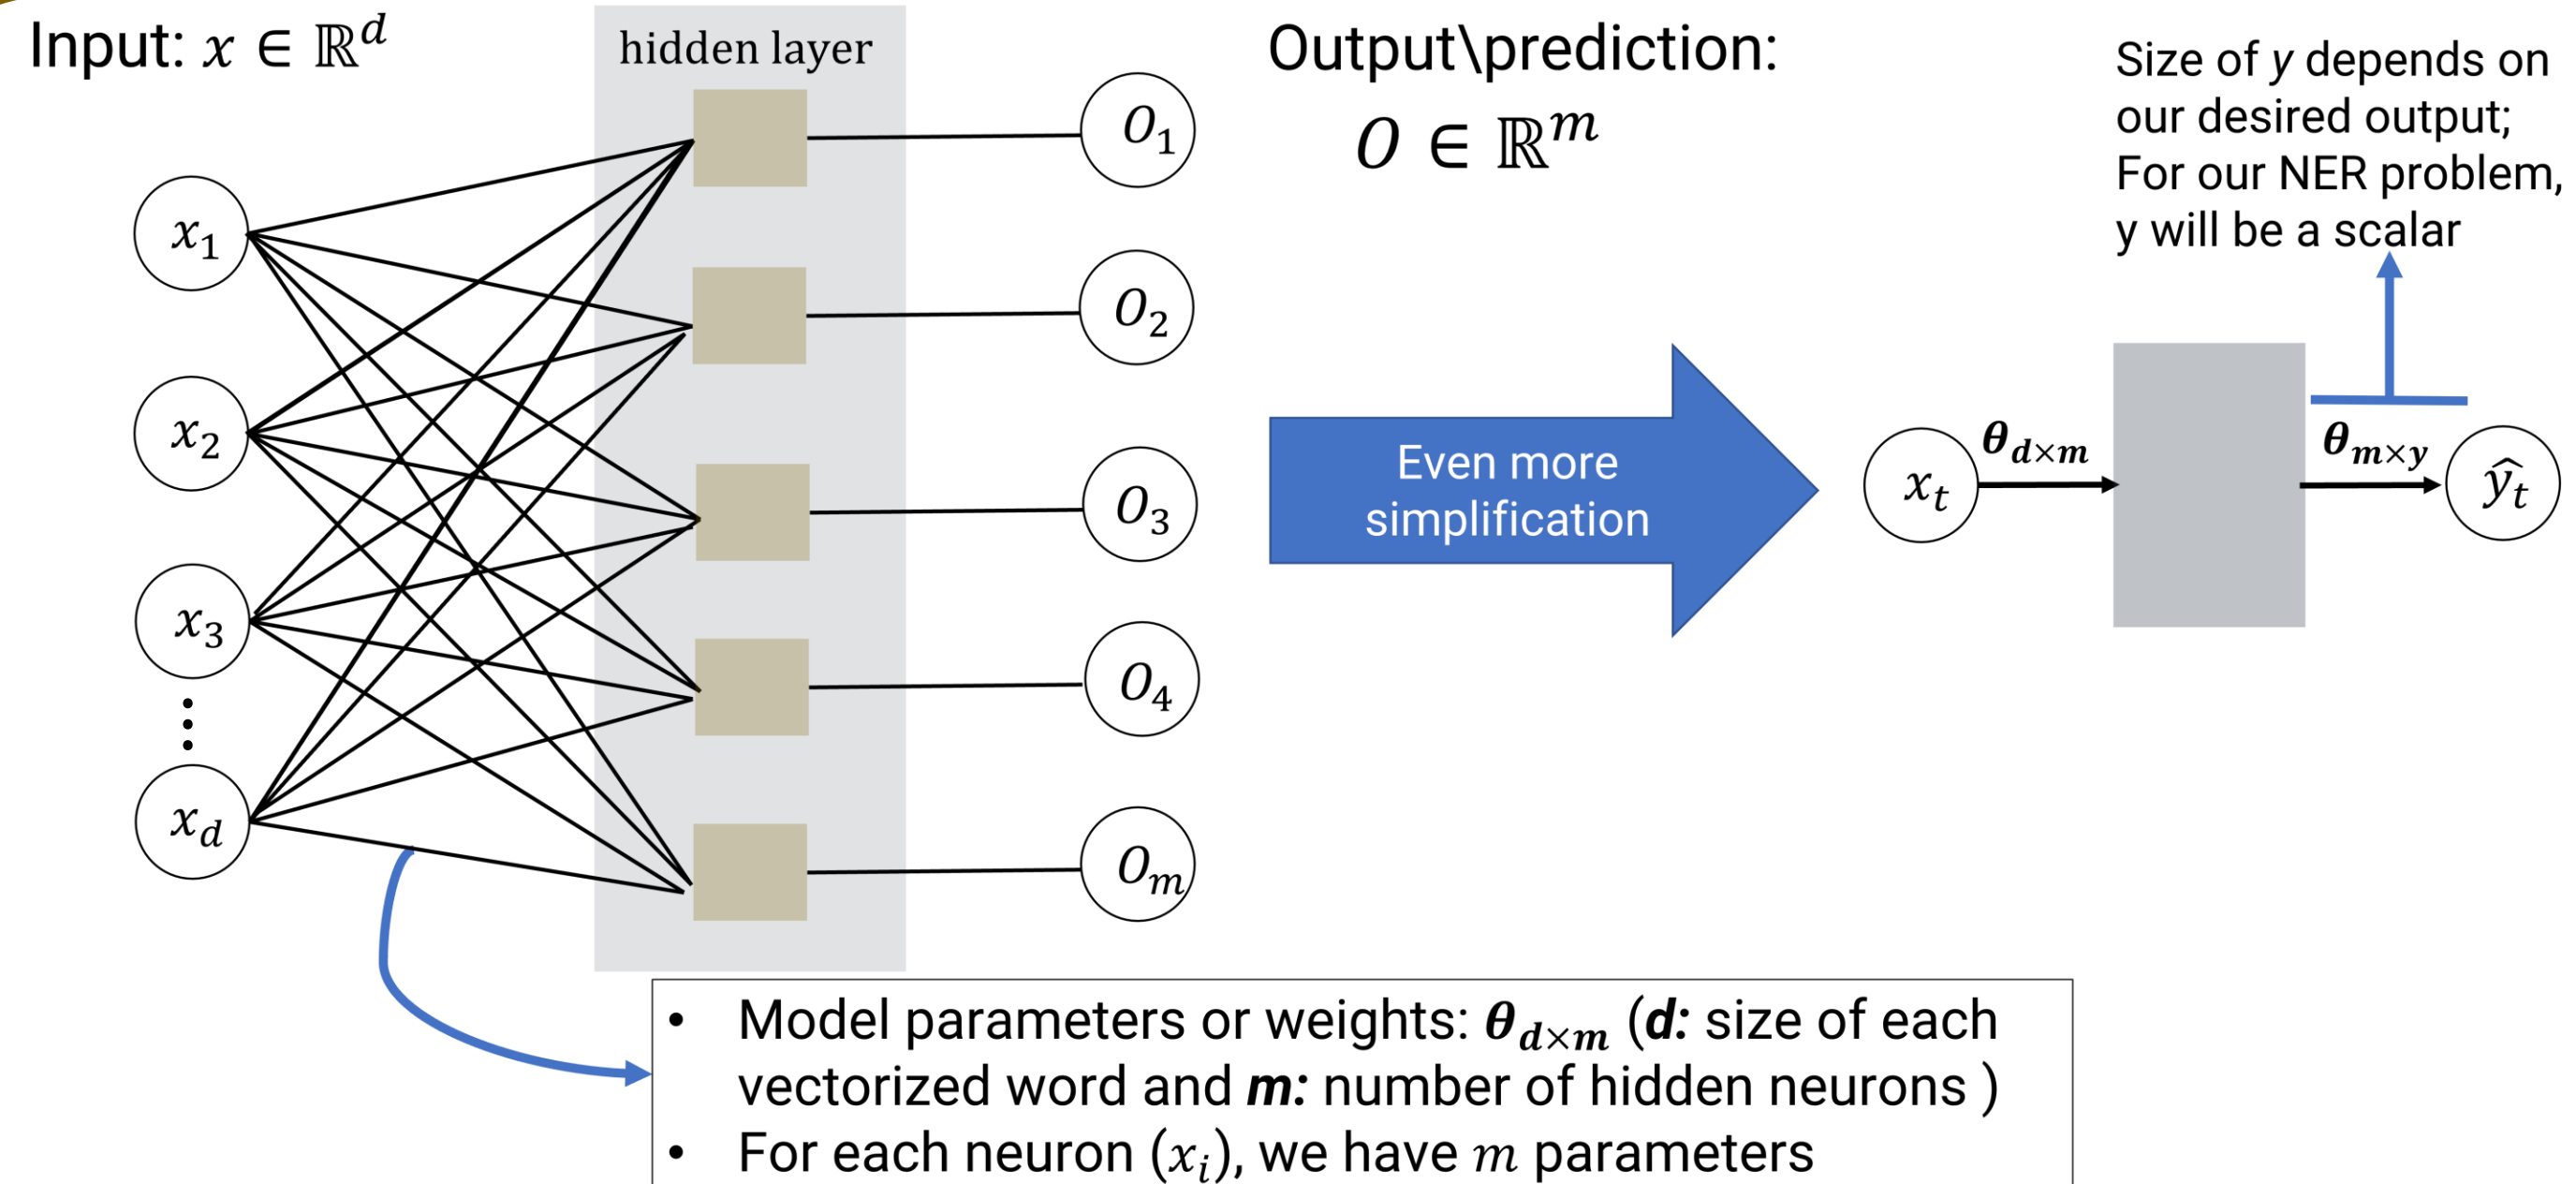 Input: x ∈ ℝ^d
hidden layer
Output\prediction:
O ∈ ℝ^m
Size of y depends on
our desired output;
For our NER problem,
y will be a scalar
x_1
x_2
x_3
x_d
O_1
O_2
O_3
O_4
O_m
Even more
simplification
x_t
θ_{d×m}
θ_{m×y}
ŷ_t
• Model parameters or weights: θ_{d×m} (d: size of each
vectorized word and m: number of hidden neurons )
• For each neuron (x_i), we have m parameters